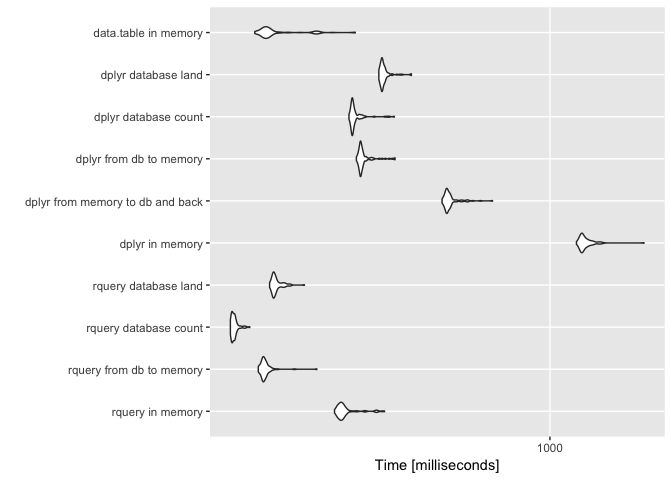 data.table in memory
dplyr database land
dplyr database count
dplyr from db to memory
dplyr from memory to db and back
dplyr in memory
rquery database land
rquery database count
rquery from db to memory
rquery in memory
1000
Time [milliseconds]